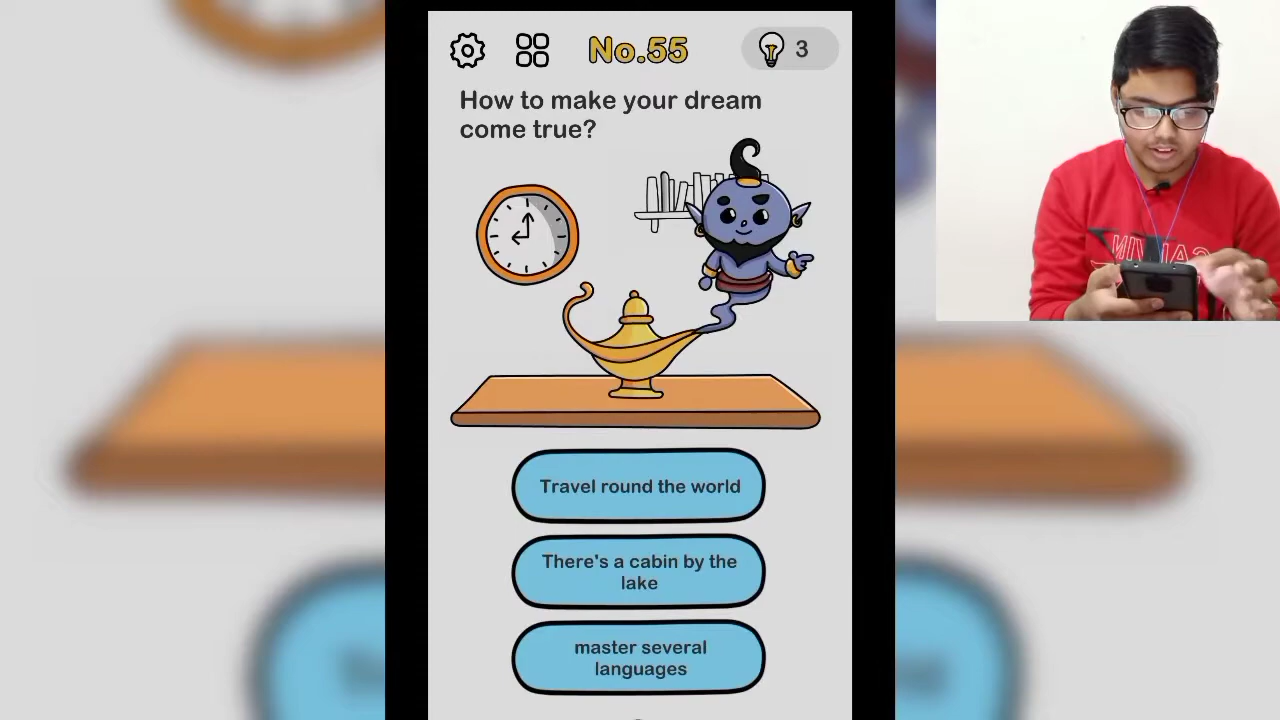 No.55
3
How to make your dream
come true?
Travel round the world
There's a cabin by the
lake
master several
languages